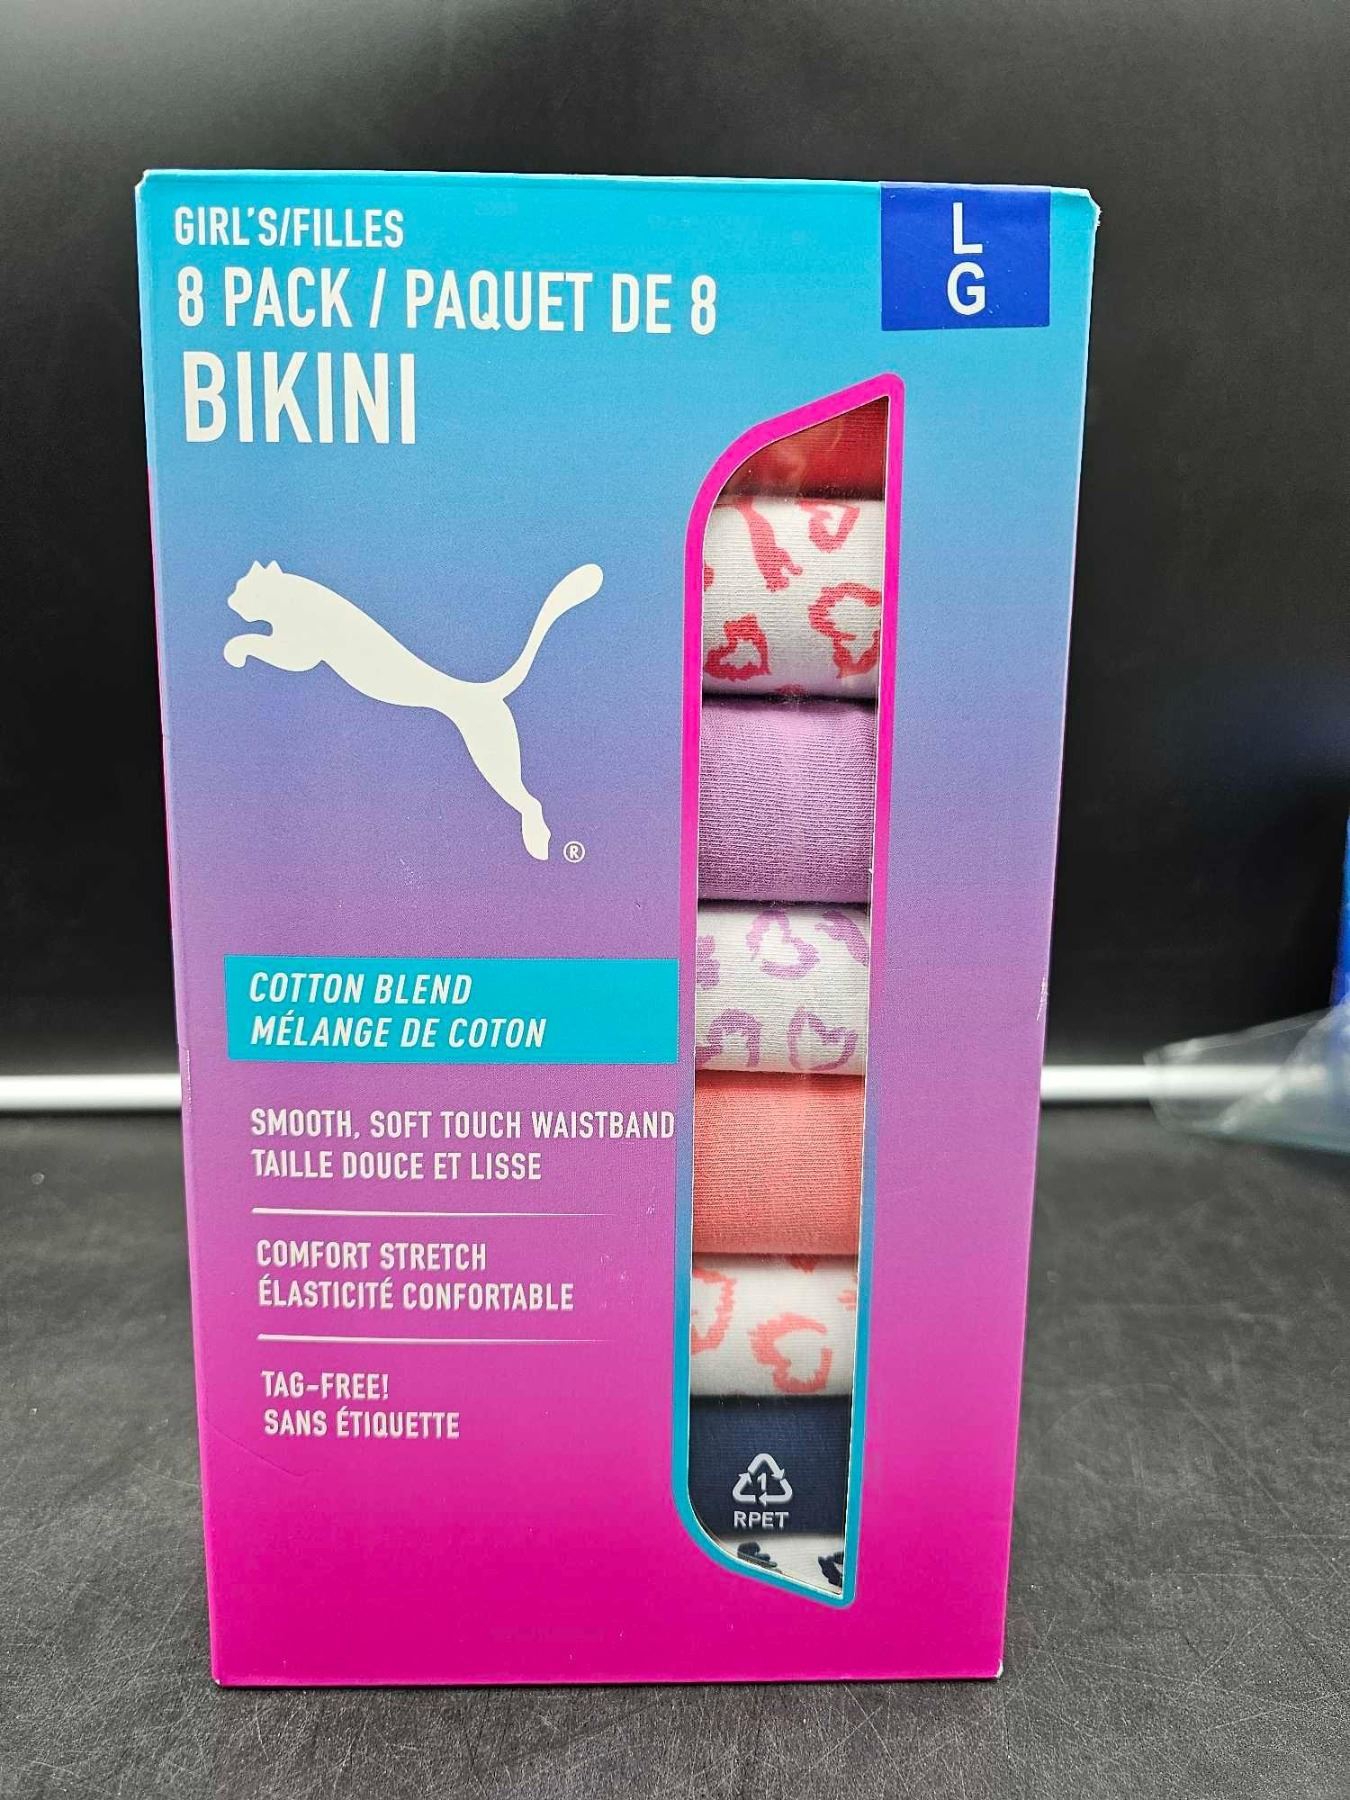 GIRL'S/FILLES
8 PACK / PAQUET DE 8
BIKINI
L
G
®
COTTON BLEND
MÉLANGE DE COTON
SMOOTH, SOFT TOUCH WAISTBAND
TAILLE DOUCE ET LISSE
COMFORT STRETCH
ÉLASTICITÉ CONFORTABLE
TAG-FREE!
SANS ÉTIQUETTE
1
RPET